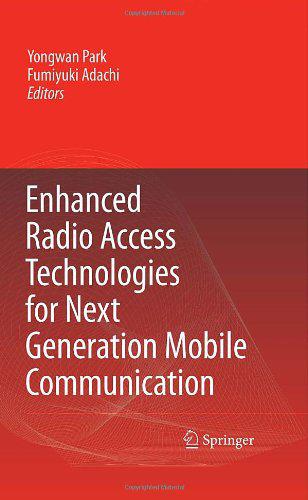 Yongwan Park
Fumiyuki Adachi
Editors
Enhanced
Radio Access
Technologies
for Next
Generation Mobile
Communication
Springer